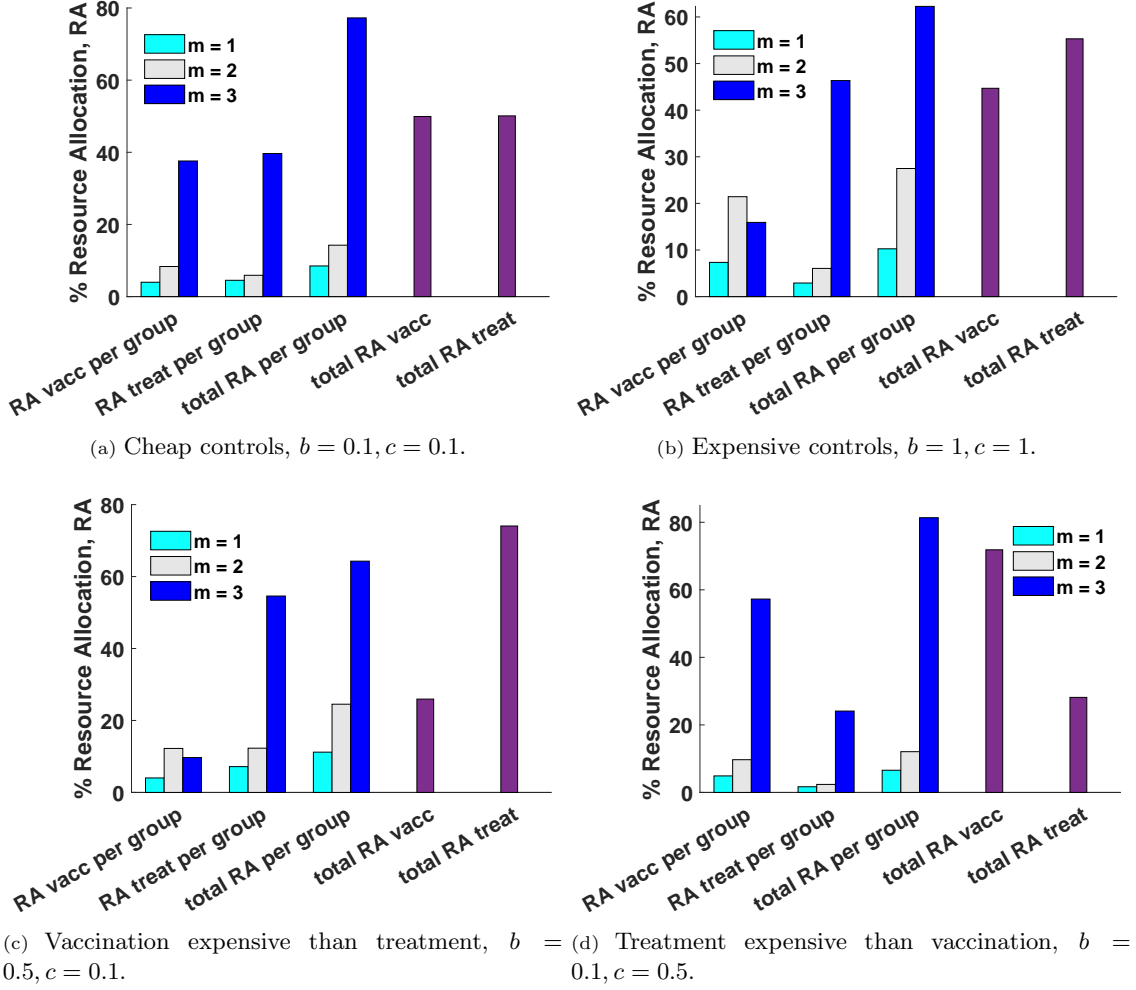 % Resource Allocation, RA
80
60
40
20
0
m = 1
m = 2
m = 3
RA vacc per group
RA treat per group
total RA per group
total RA vacc
total RA treat
(a) Cheap controls, b = 0.1, c = 0.1.
% Resource Allocation, RA
60
50
40
30
20
10
0
m = 1
m = 2
m = 3
RA vacc per group
RA treat per group
total RA per group
total RA vacc
total RA treat
(b) Expensive controls, b = 1, c = 1.
% Resource Allocation, RA
80
60
40
20
0
m = 1
m = 2
m = 3
RA vacc per group
RA treat per group
total RA per group
total RA vacc
total RA treat
(c) Vaccination expensive than treatment, b =
0.5, c = 0.1.
% Resource Allocation, RA
80
60
40
20
0
m = 1
m = 2
m = 3
RA vacc per group
RA treat per group
total RA per group
total RA vacc
total RA treat
(d) Treatment expensive than vaccination, b =
0.1, c = 0.5.